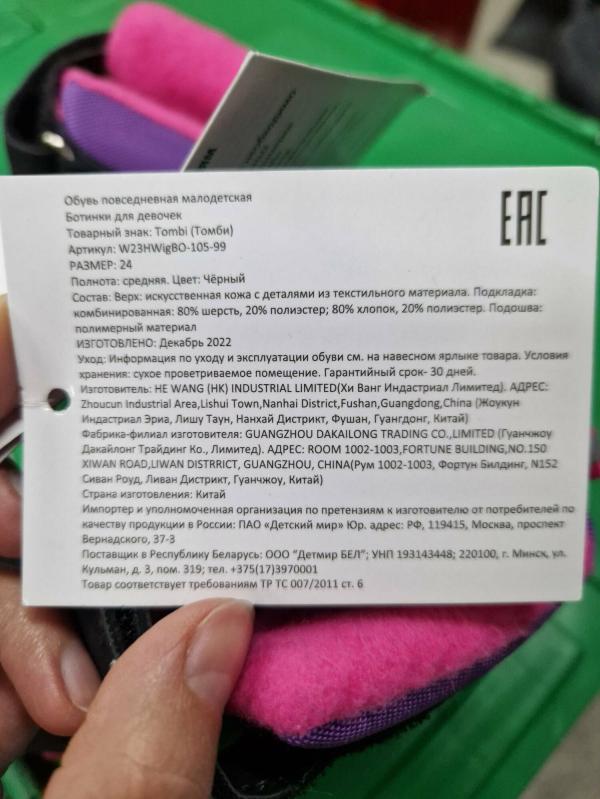 Обувь повседневная малодетская
Ботинки для девочек
Товарный знак: Tombi (Томби)
Артикул: W23HWigBO-105-99
РАЗМЕР: 24
Полнота: средняя. Цвет: Чёрный
Состав: Верх: искусственная кожа с деталями из текстильного материала. Подкладка:
комбинированная: 80% шерсть, 20% полиэстер; 80% хлопок, 20% полиэстер. Подошва:
полимерный материал
ИЗГОТОВЛЕНО: Декабрь 2022
Уход: Информация по уходу и эксплуатации обуви см. на навесном ярлыке товара. Условия
хранения: сухое проветриваемое помещение. Гарантийный срок- 30 дней.
Изготовитель: HE WANG (HK) INDUSTRIAL LIMITED(Хи Ванг Индастриал Лимитед). АДРЕС:
Zhoucun Industrial Area,Lishui Town,Nanhai District,Fushan,Guangdong,China (Жоукун
Индастриал Эриа, Лишу Таун, Нанхай Дистрикт, Фушан, Гуангдонг, Китай)
Фабрика-филиал изготовителя: GUANGZHOU DAKAILONG TRADING CO.,LIMITED (Гуанчжоу
Дакайлонг Трайдинг Ко., Лимитед). АДРЕС: ROOM 1002-1003,FORTUNE BUILDING,NO.150
XIWAN ROAD,LIWAN DISTRRICT, GUANGZHOU, CHINA(Рум 1002-1003, Фортун Билдинг, N152
Сиван Роуд, Ливан Дистрикт, Гуанчжоу, Китай)
Страна изготовления: Китай
Импортер и уполномоченная организация по претензиям к изготовителю от потребителей по
качеству продукции в России: ПАО «Детский мир» Юр. адрес: РФ, 119415, Москва, проспект
Вернадского, 37-3
Поставщик в Республику Беларусь: ООО "Детмир БЕЛ"; УНП 193143448; 220100, г. Минск, ул.
Кульман, д. 3, пом. 319; тел. +375(17)3970001
Товар соответствует требованиям ТР ТС 007/2011 ст. 6
EAC